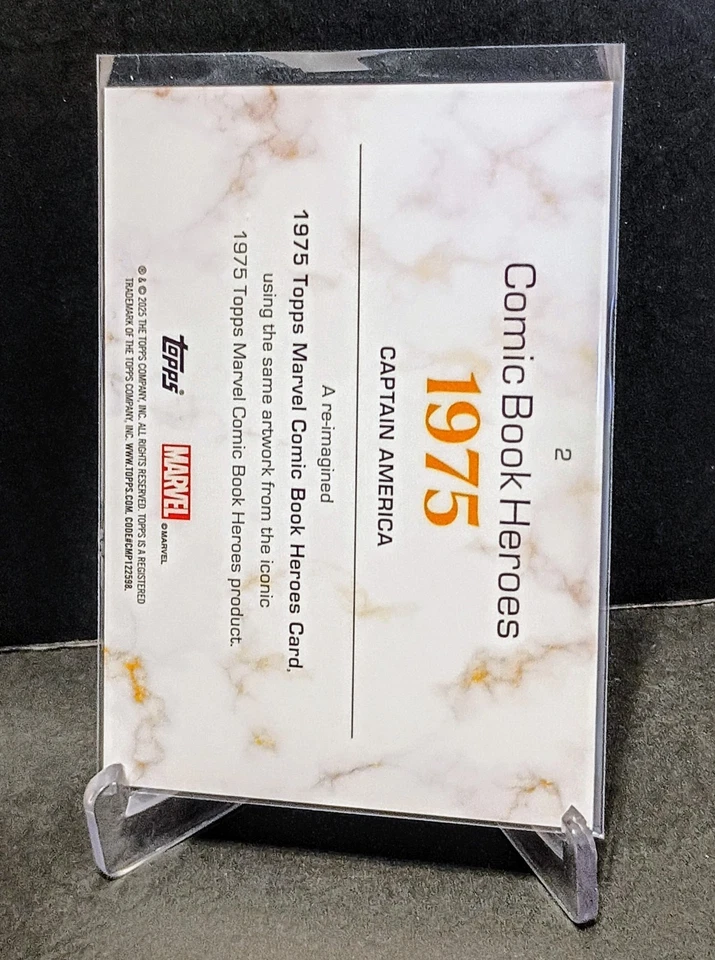 2
Comic Book Heroes
1975
CAPTAIN AMERICA
A re-imagined
1975 Topps Marvel Comic Book Heroes Card,
using the same artwork from the iconic
1975 Topps Marvel Comic Book Heroes product.
topps®
MARVEL
© MARVEL
® & © 2025 THE TOPPS COMPANY, INC. ALL RIGHTS RESERVED. TOPPS IS A REGISTERED
TRADEMARK OF THE TOPPS COMPANY, INC. WWW.TOPPS.COM. CODE#CMP122598.